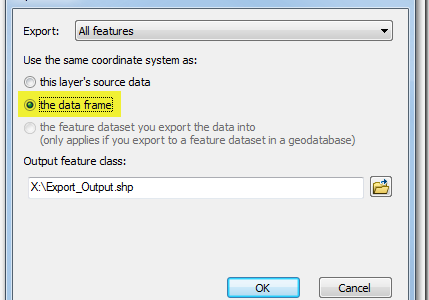 Export:
All features
Use the same coordinate system as:
this layer's source data
the data frame
the feature dataset you export the data into
(only applies if you export to a feature dataset in a geodatabase)
Output feature class:
X:\Export_Output.shp
OK
Cancel